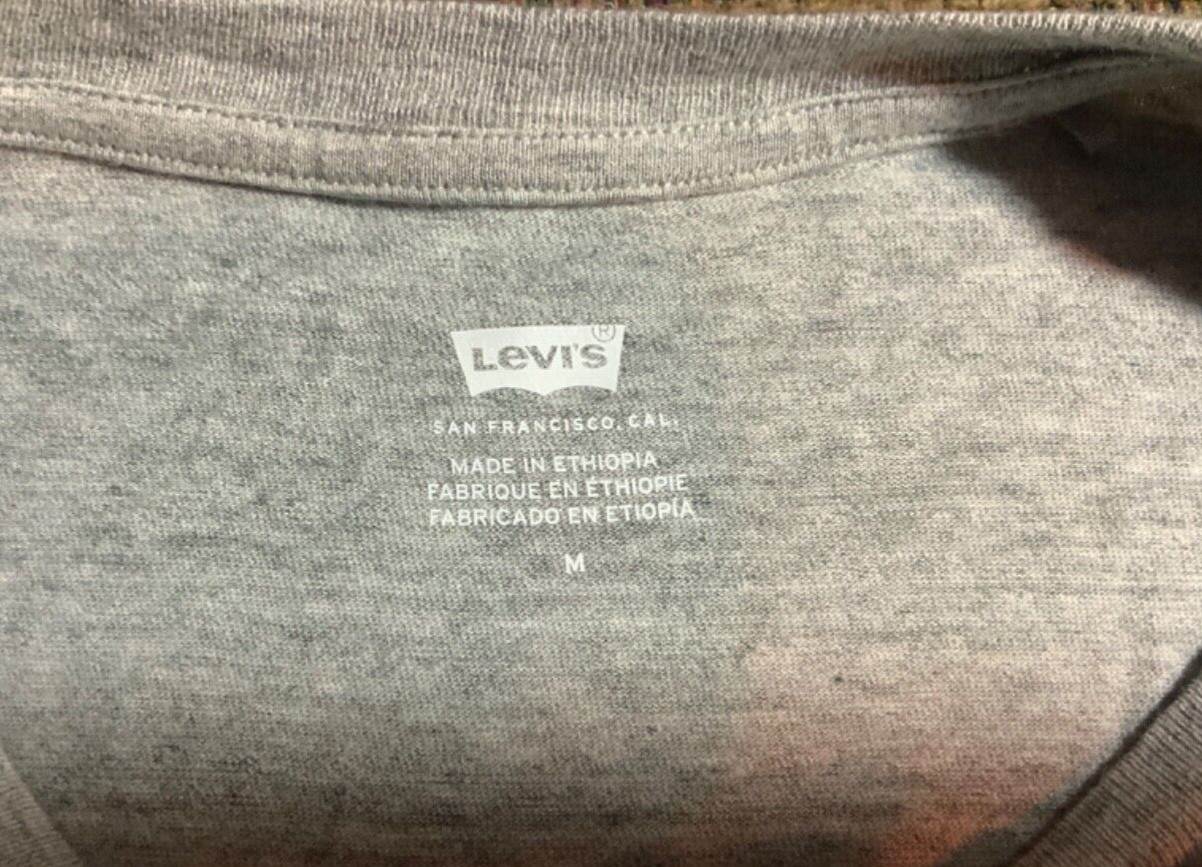 Levi's ®
SAN FRANCISCO, CAL.
MADE IN ETHIOPIA
FABRIQUE EN ÉTHIOPIE
FABRICADO EN ETIOPÍA
M